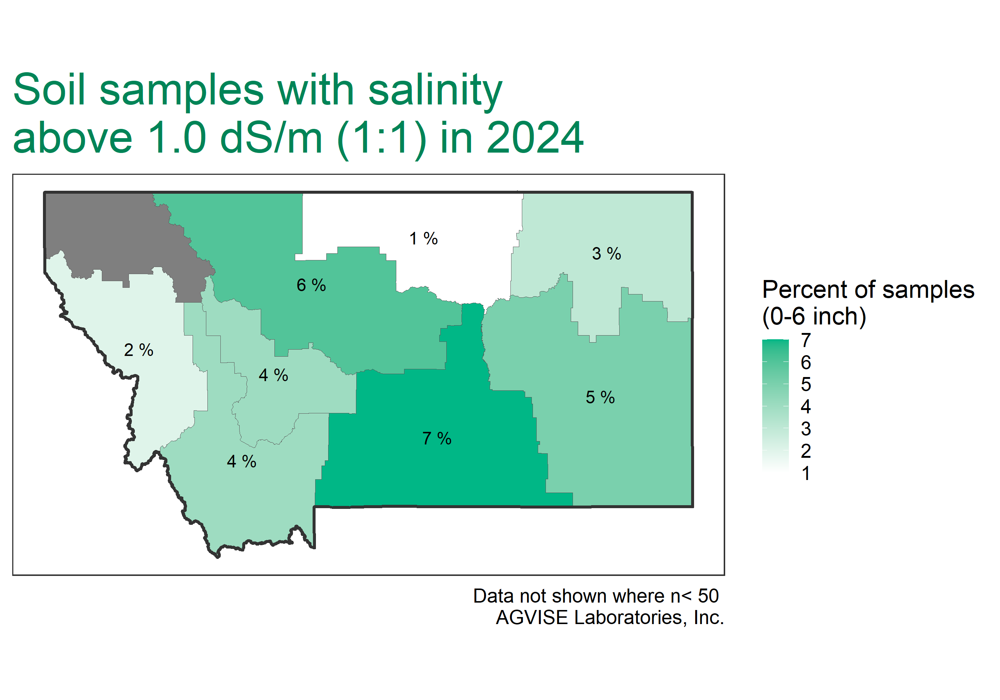 Soil samples with salinity
above 1.0 dS/m (1:1) in 2024
1 %
3 %
6 %
2 %
4 %
5 %
7 %
4 %
Percent of samples
(0-6 inch)
7
6
5
4
3
2
1
Data not shown where n< 50
AGVISE Laboratories, Inc.